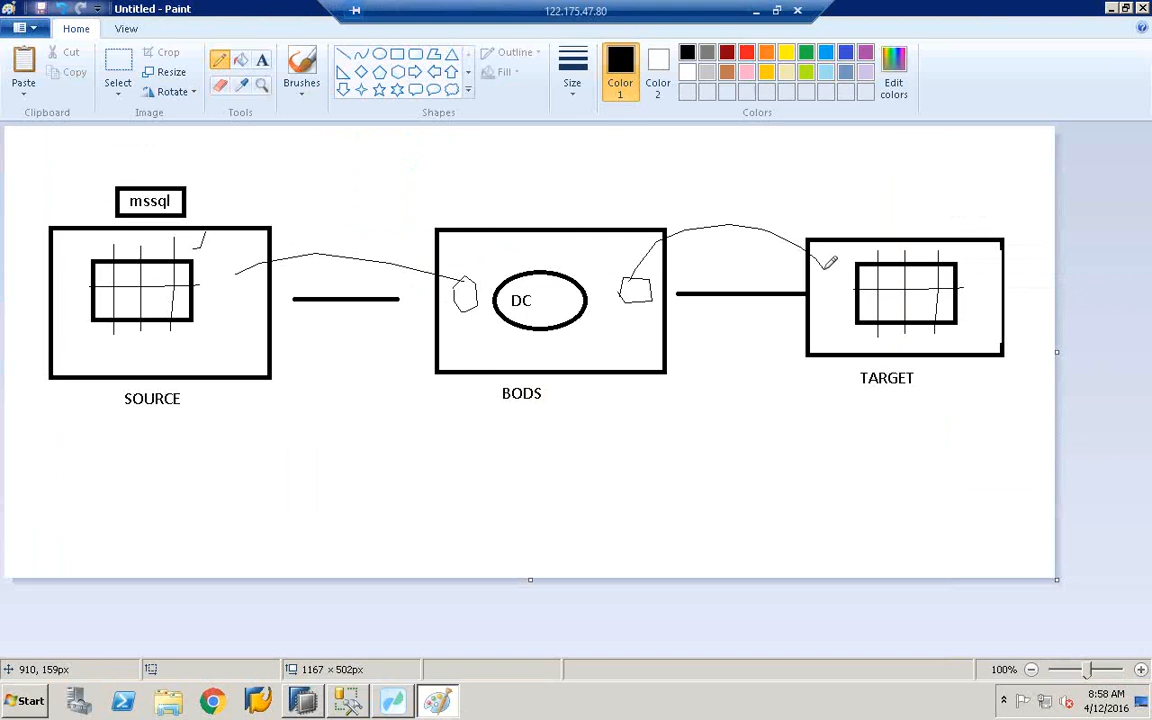 Untitled - Paint
122.175.47.80
Home
View
Paste
Cut
Copy
Clipboard
Select
Crop
Resize
Rotate
Image
A
Tools
Brushes
Outline
Fill
Shapes
Size
Color
1
Color
2
Edit
colors
Colors
mssql
DC
SOURCE
BODS
TARGET
910, 159px
1167 × 502px
100%
Start
8:58 AM
4/12/2016